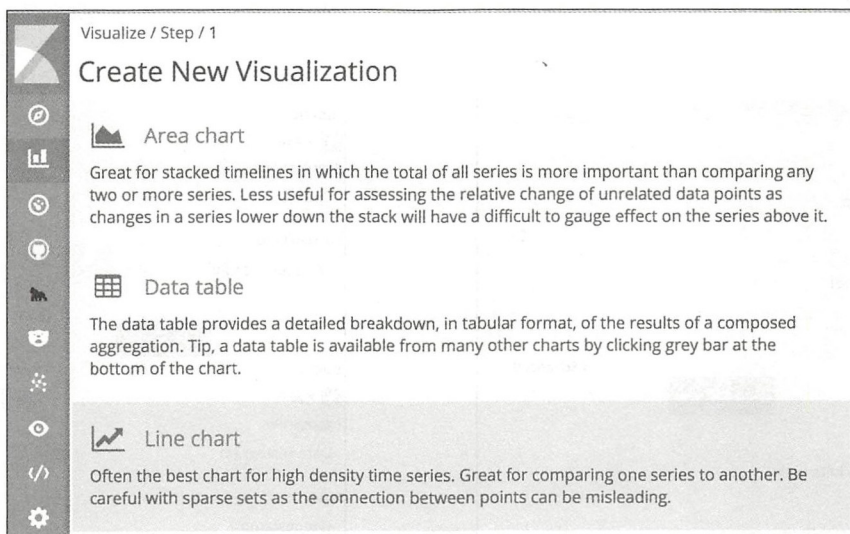 Visualize / Step / 1
Create New Visualization
Area chart
Great for stacked timelines in which the total of all series is more important than comparing any
two or more series. Less useful for assessing the relative change of unrelated data points as
changes in a series lower down the stack will have a difficult to gauge effect on the series above it.
Data table
The data table provides a detailed breakdown, in tabular format, of the results of a composed
aggregation. Tip, a data table is available from many other charts by clicking grey bar at the
bottom of the chart.
Line chart
Often the best chart for high density time series. Great for comparing one series to another. Be
careful with sparse sets as the connection between points can be misleading.